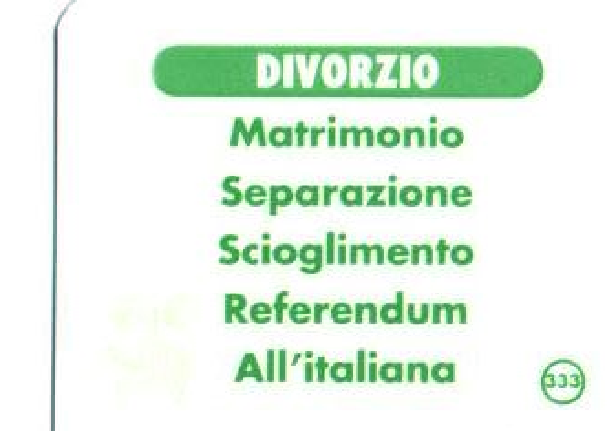 DIVORZIO
Matrimonio
Separazione
Scioglimento
Referendum
All'italiana
333